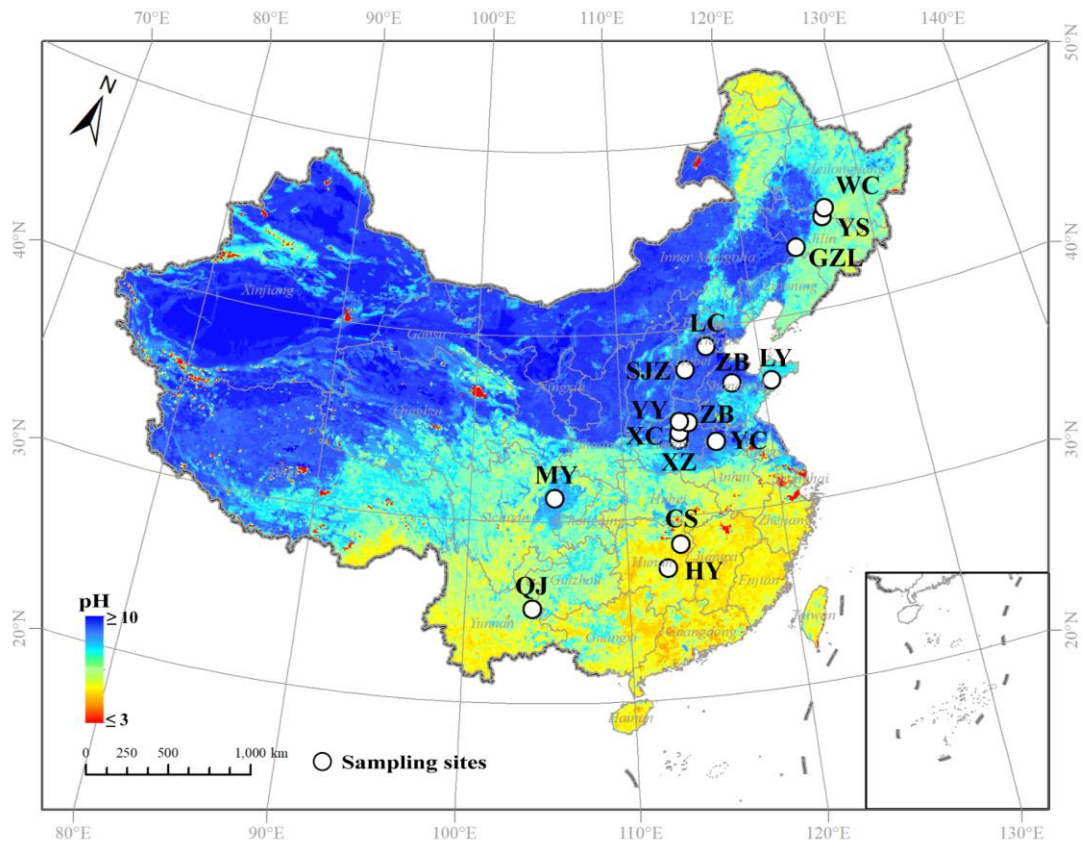 70°E 80°E 90°E 100°E 110°E 120°E 130°E 140°E
50°N
N
Heilongjiang
WC
YS
40°N
Jilin
40°N
GZL
Inner Mongolia
Liaoning
Xinjiang
LC
Gansu
SJZ
ZB
LY
Ningxia
YY
ZB
Qinghai
XC
YC
30°N
XZ
30°N
MY
Anhui
Shanghai
Hubei
Sichuan
Chongqing
Zhejiang
CS
Jiangxi
Hunan
HY
Guizhou
Fujian
QJ
pH
≥ 10
Taiwan
Yunnan
Guangxi
Guangdong
20°N
20°N
≤ 3
Hainan
0 250 500 1,000 km
Sampling sites
80°E 90°E 100°E 110°E 120°E 130°E